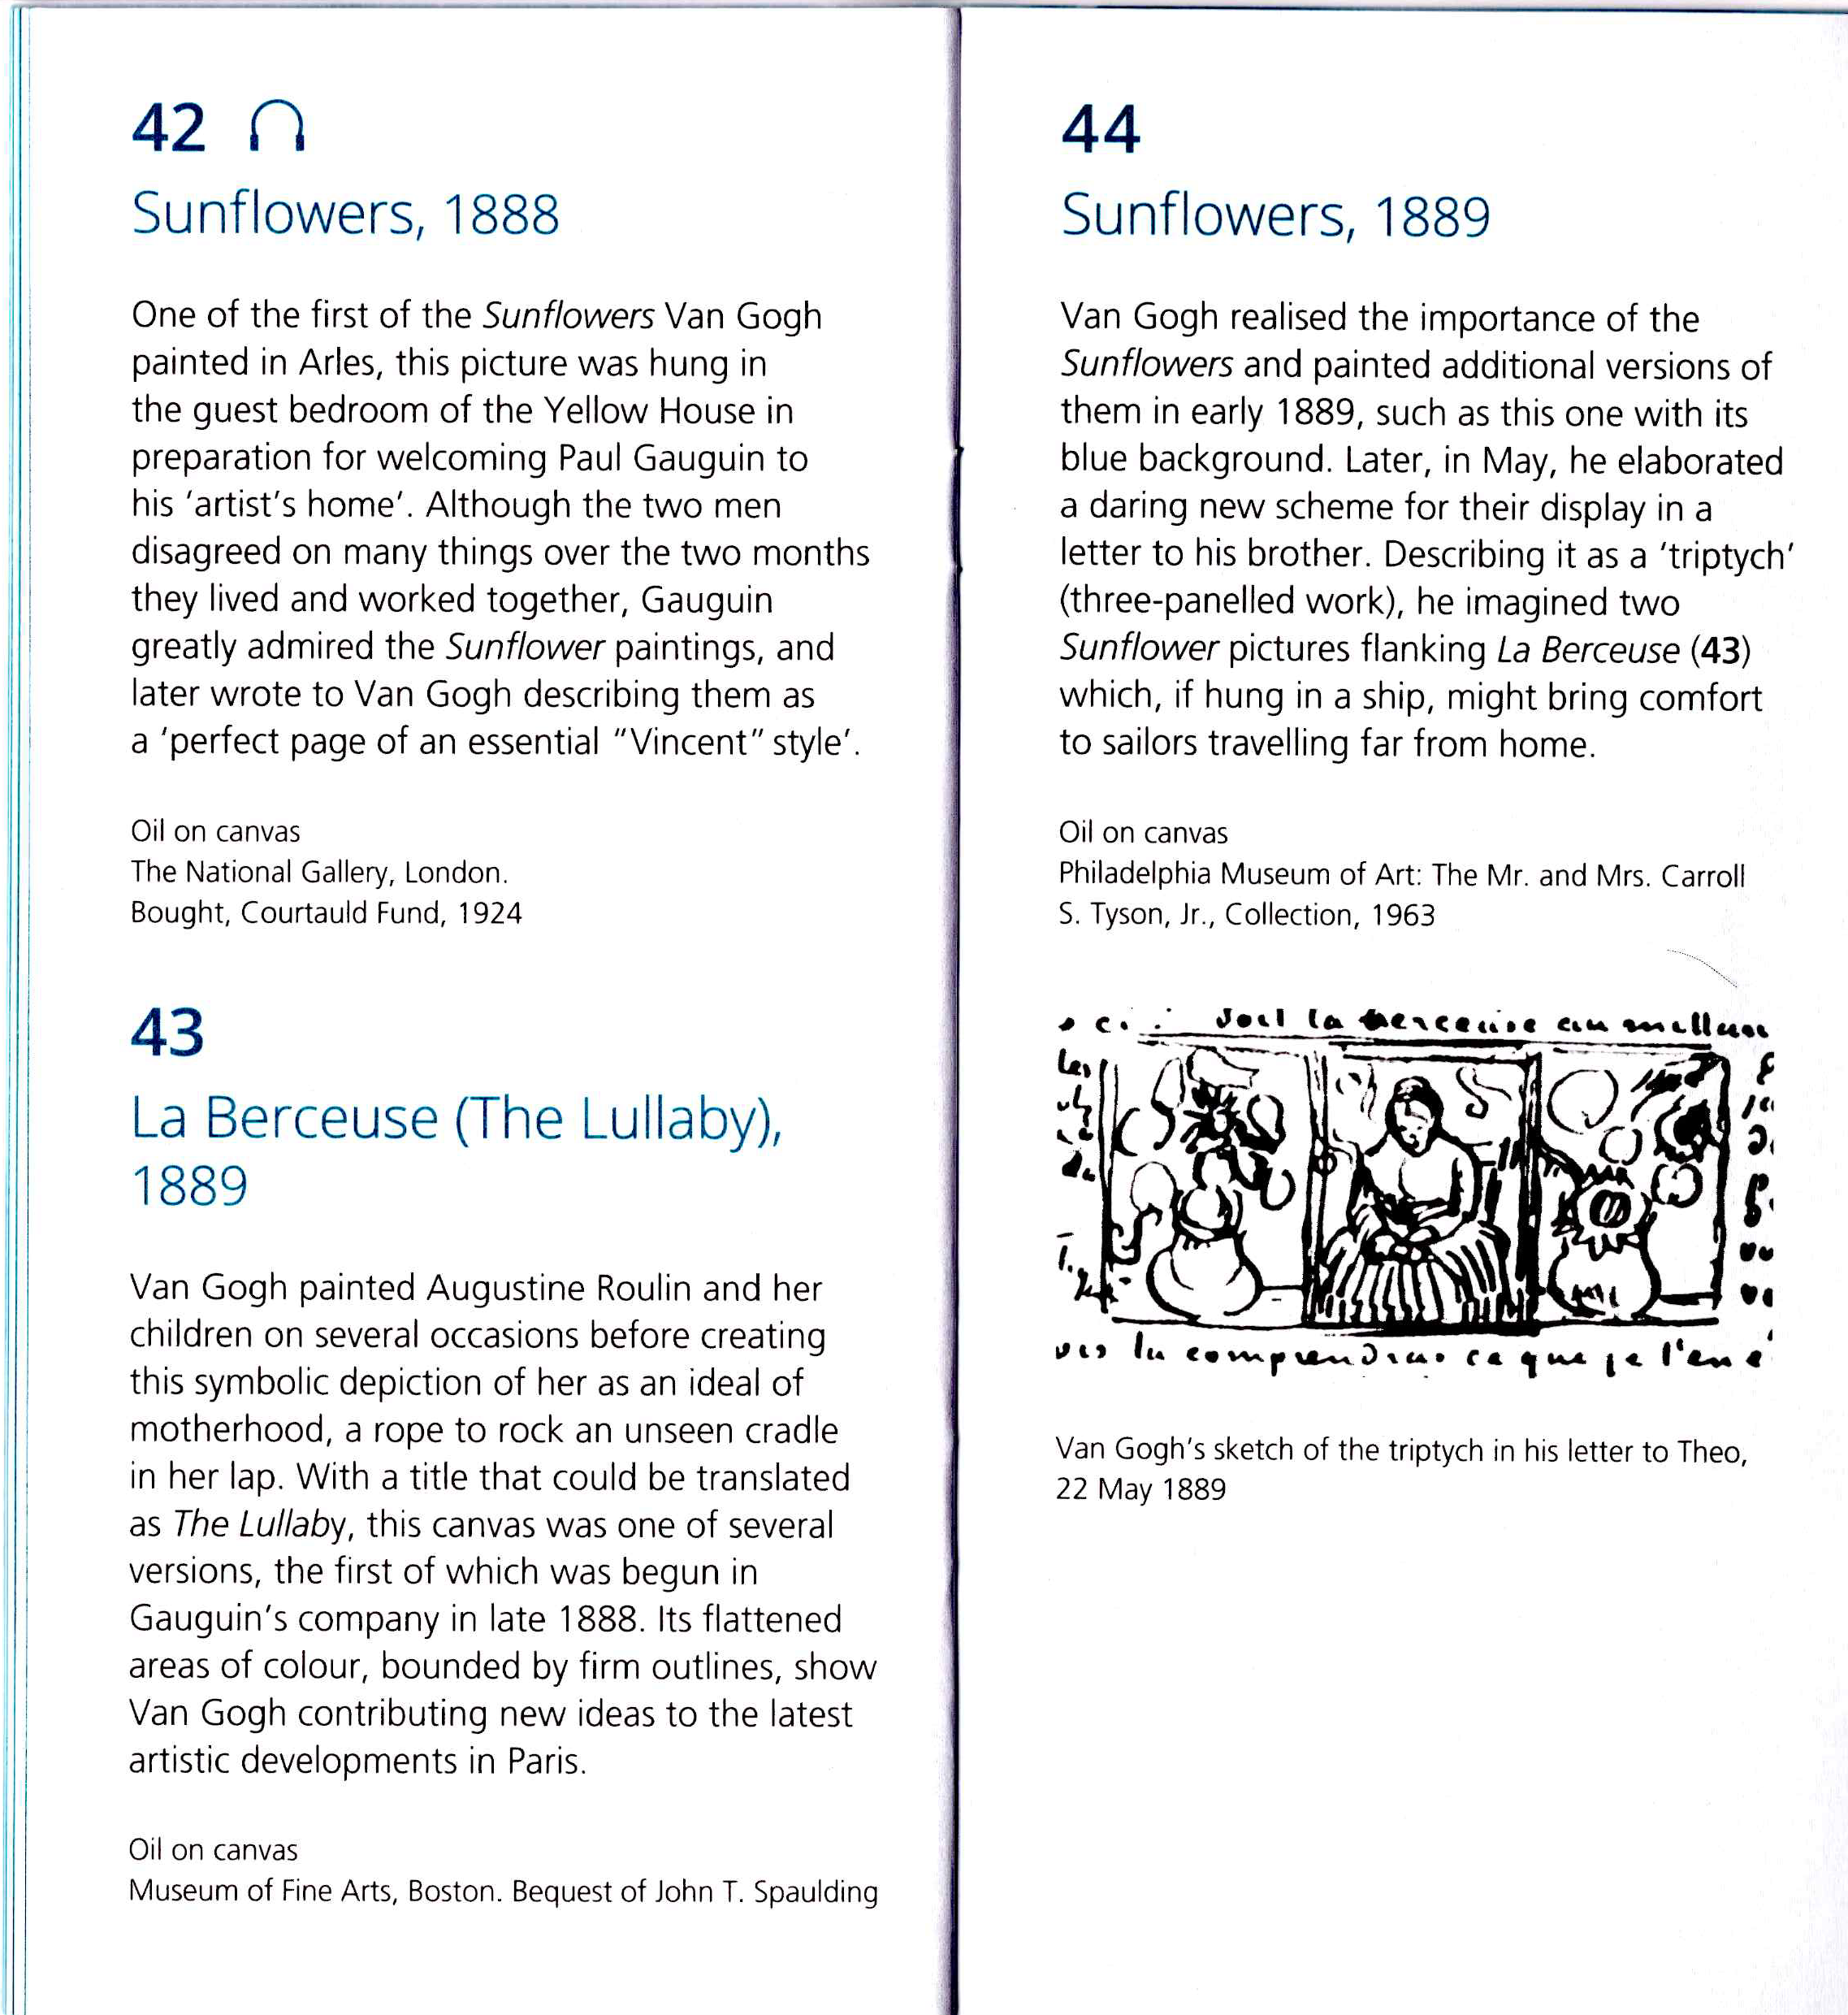 42
Sunflowers, 1888
One of the first of the Sunflowers Van Gogh
painted in Arles, this picture was hung in
the guest bedroom of the Yellow House in
preparation for welcoming Paul Gauguin to
his ‘artist’s home’. Although the two men
disagreed on many things over the two months
they lived and worked together, Gauguin
greatly admired the Sunflower paintings, and
later wrote to Van Gogh describing them as
a ‘perfect page of an essential “Vincent” style’.
Oil on canvas
The National Gallery, London.
Bought, Courtauld Fund, 1924
43
La Berceuse (The Lullaby),
1889
Van Gogh painted Augustine Roulin and her
children on several occasions before creating
this symbolic depiction of her as an ideal of
motherhood, a rope to rock an unseen cradle
in her lap. With a title that could be translated
as The Lullaby, this canvas was one of several
versions, the first of which was begun in
Gauguin’s company in late 1888. Its flattened
areas of colour, bounded by firm outlines, show
Van Gogh contributing new ideas to the latest
artistic developments in Paris.
Oil on canvas
Museum of Fine Arts, Boston. Bequest of John T. Spaulding
44
Sunflowers, 1889
Van Gogh realised the importance of the
Sunflowers and painted additional versions of
them in early 1889, such as this one with its
blue background. Later, in May, he elaborated
a daring new scheme for their display in a
letter to his brother. Describing it as a ‘triptych’
(three-panelled work), he imagined two
Sunflower pictures flanking La Berceuse (43)
which, if hung in a ship, might bring comfort
to sailors travelling far from home.
Oil on canvas
Philadelphia Museum of Art: The Mr. and Mrs. Carroll
S. Tyson, Jr., Collection, 1963
la berceuse au
comprendras ce que je
Van Gogh’s sketch of the triptych in his letter to Theo,
22 May 1889